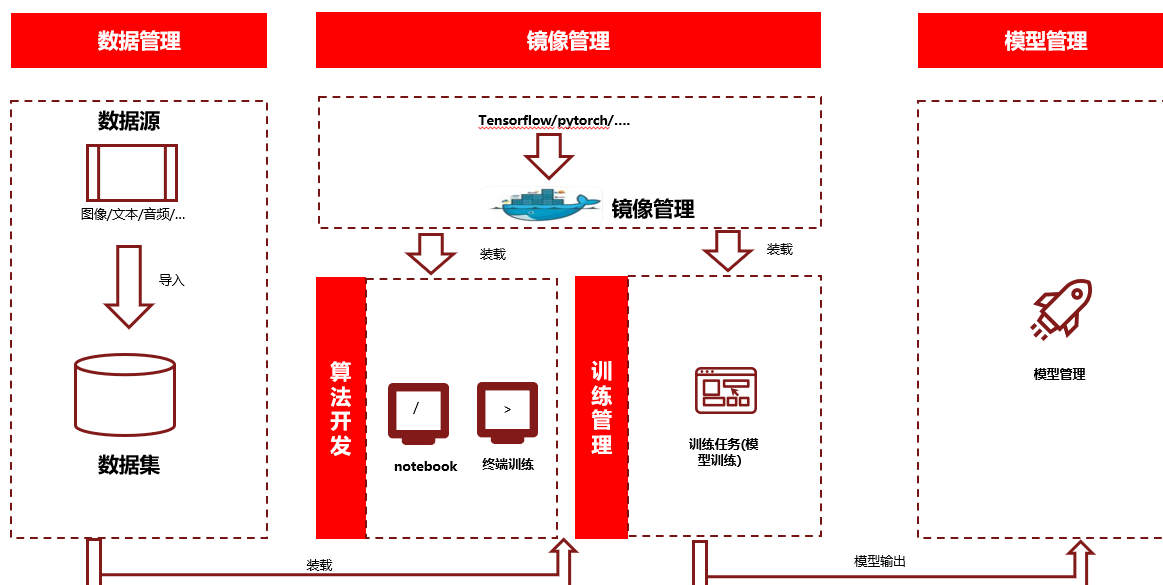 数据管理
镜像管理
模型管理
数据源
图像/文本/音频/...
导入
数据集
Tensorflow/pytorch/....
镜像管理
装载
装载
算法开发
/
>
notebook
终端训练
训练管理
训练任务(模
型训练)
模型管理
装载
模型输出